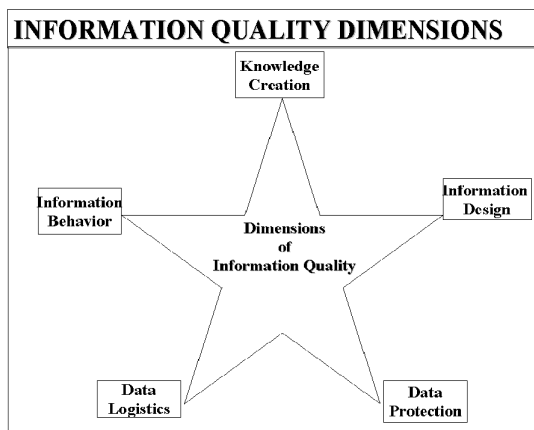 INFORMATION QUALITY DIMENSIONS
Knowledge
Creation
Information
Behavior
Information
Design
Dimensions
of
Information Quality
Data
Logistics
Data
Protection